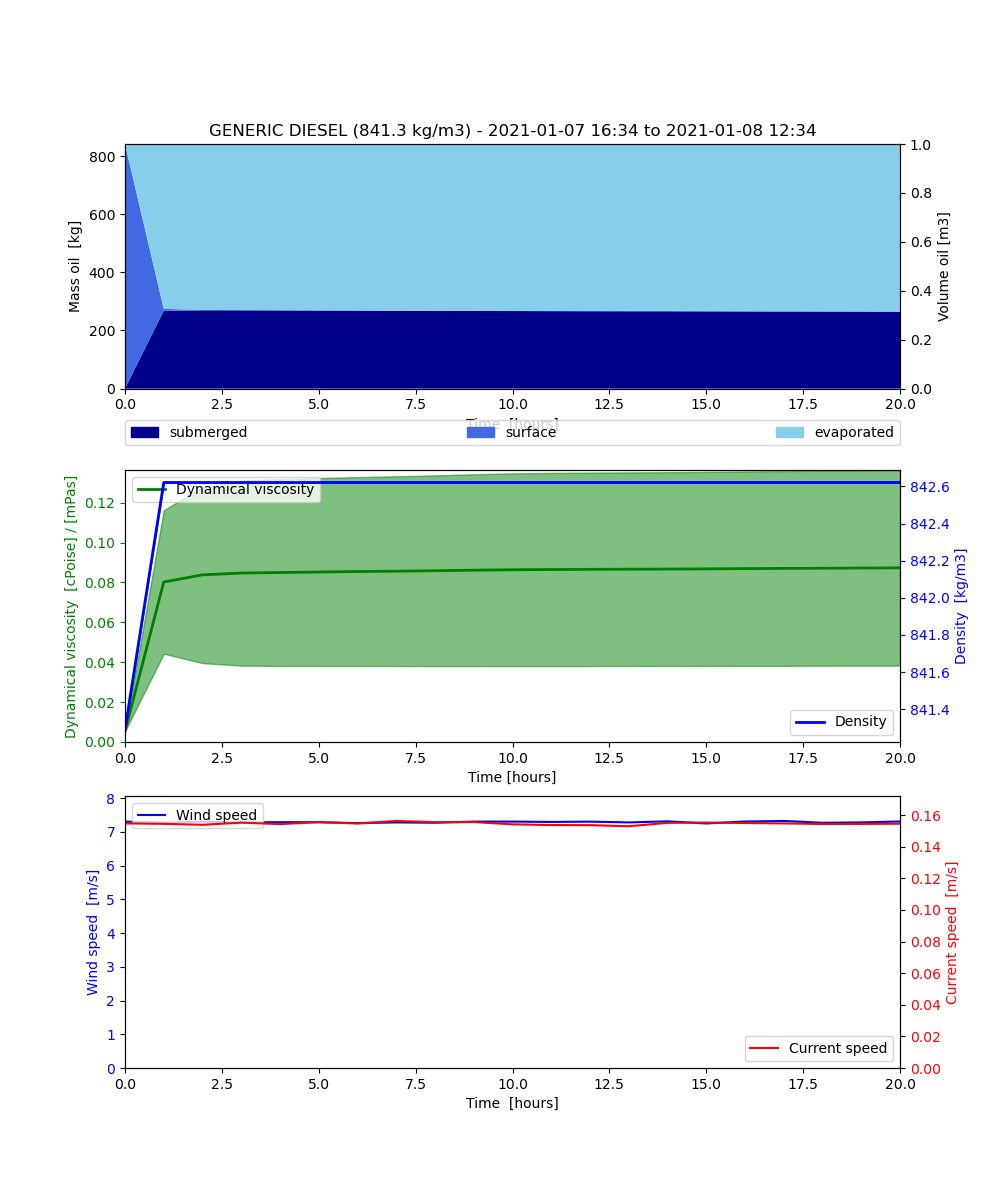 GENERIC DIESEL (841.3 kg/m3) - 2021-01-07 16:34 to 2021-01-08 12:34
Mass oil [kg]
800
600
400
200
0
1.0
0.8
0.6
0.4
0.2
0.0
Volume oil [m3]
0.0 2.5 5.0 7.5 10.0 12.5 15.0 17.5 20.0
Time [hours]
submerged surface evaporated
Dynamical viscosity [cPoise] / [mPas]
0.12
0.10
0.08
0.06
0.04
0.02
0.00
Dynamical viscosity
842.6
842.4
842.2
842.0
841.8
841.6
841.4
Density [kg/m3]
Density
0.0 2.5 5.0 7.5 10.0 12.5 15.0 17.5 20.0
Time [hours]
Wind speed [m/s]
8
7
6
5
4
3
2
1
0
Wind speed
0.16
0.14
0.12
0.10
0.08
0.06
0.04
0.02
0.00
Current speed [m/s]
Current speed
0.0 2.5 5.0 7.5 10.0 12.5 15.0 17.5 20.0
Time [hours]